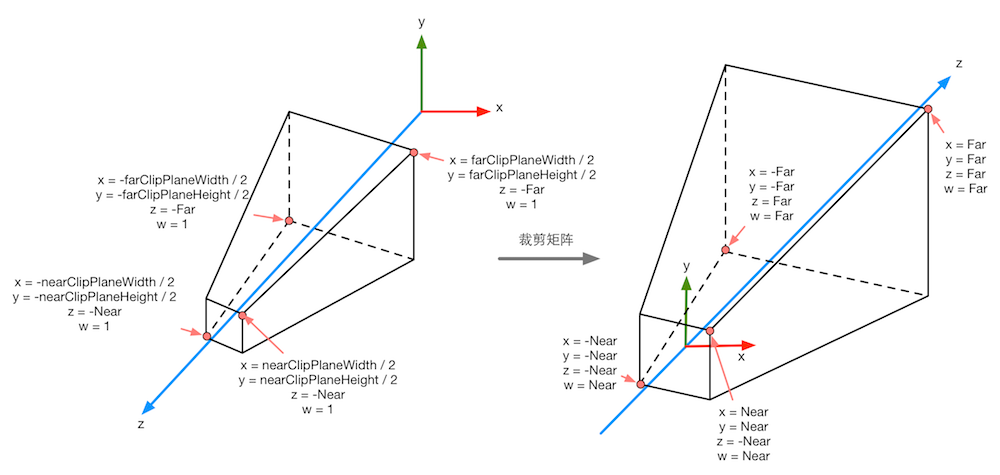 y
x
x = -farClipPlaneWidth / 2
y = -farClipPlaneHeight / 2
z = -Far
w = 1
x = farClipPlaneWidth / 2
y = farClipPlaneHeight / 2
z = -Far
w = 1
x = -nearClipPlaneWidth / 2
y = -nearClipPlaneHeight / 2
z = -Near
w = 1
x = nearClipPlaneWidth / 2
y = nearClipPlaneHeight / 2
z = -Near
w = 1
z
裁剪矩阵
z
x = Far
y = Far
z = Far
w = Far
x = -Far
y = -Far
z = Far
w = Far
y
x
x = -Near
y = -Near
z = -Near
w = Near
x = Near
y = Near
z = -Near
w = Near